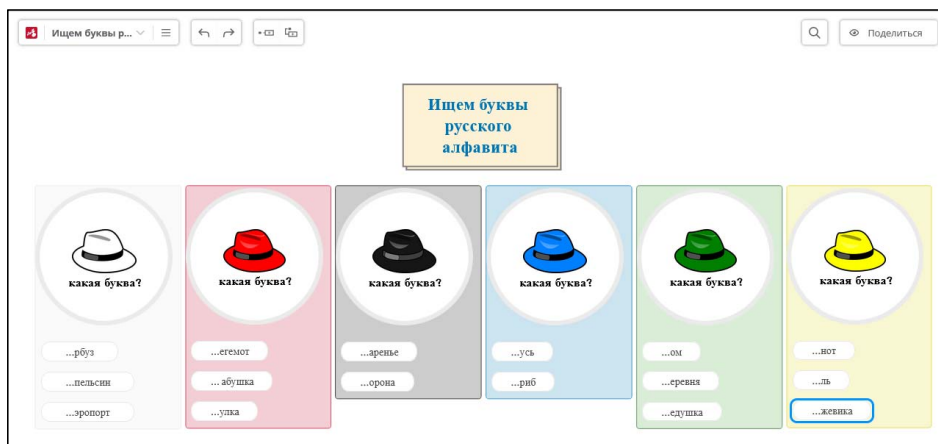 Ищем буквы р...
Поделиться
Ищем буквы
русского
алфавита
какая буква?
...рбуз
...пельсин
...эропорт
какая буква?
...егемот
... абушка
...улка
какая буква?
...аренье
...орона
какая буква?
...усь
...риб
какая буква?
...ом
...еревня
...едушка
какая буква?
...нот
...ль
...жевика